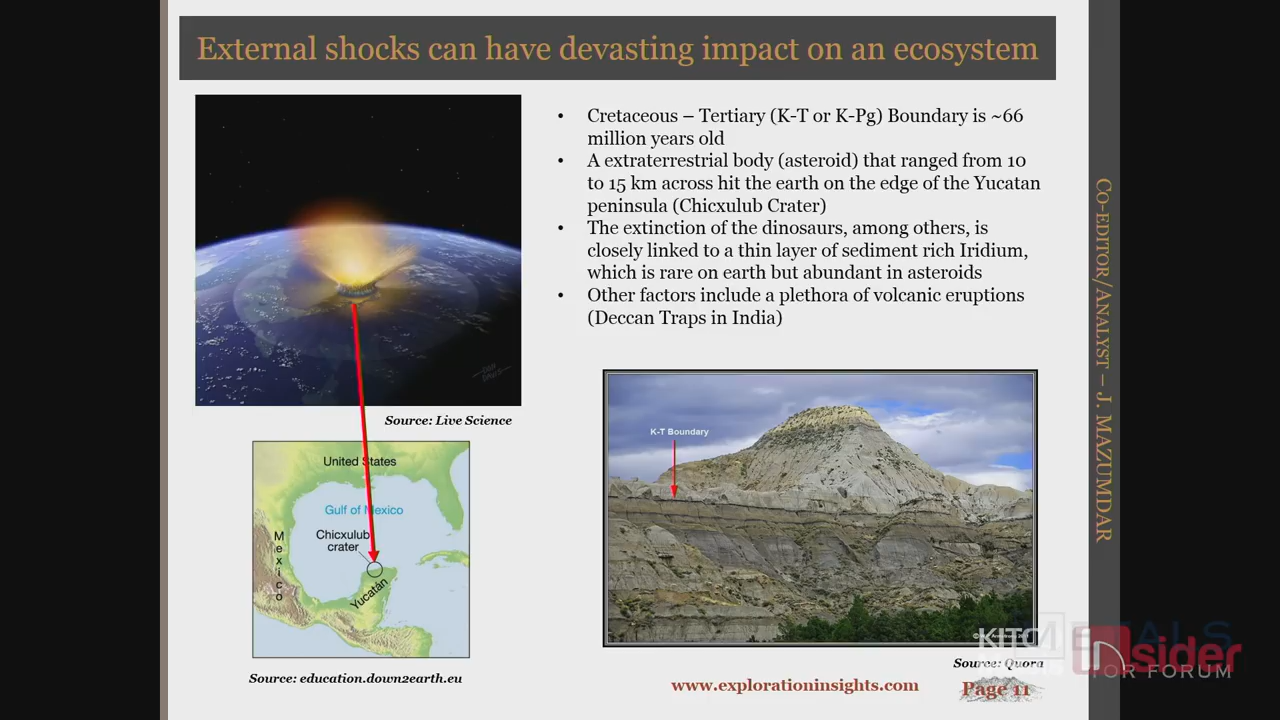 External shocks can have devasting impact on an ecosystem
• Cretaceous – Tertiary (K-T or K-Pg) Boundary is ~66
million years old
• A extraterrestrial body (asteroid) that ranged from 10
to 15 km across hit the earth on the edge of the Yucatan
peninsula (Chicxulub Crater)
• The extinction of the dinosaurs, among others, is
closely linked to a thin layer of sediment rich Iridium,
which is rare on earth but abundant in asteroids
• Other factors include a plethora of volcanic eruptions
(Deccan Traps in India)
Source: Live Science
United States
Gulf of Mexico
Chicxulub
crater
Mexico
Yucatán
Source: education.down2earth.eu
K-T Boundary
Source: Quora
www.explorationinsights.com
Page 11
CO-EDITOR/ANALYST – J. MAZUMDAR
KITCO
METALS
INVESTOR FORUM